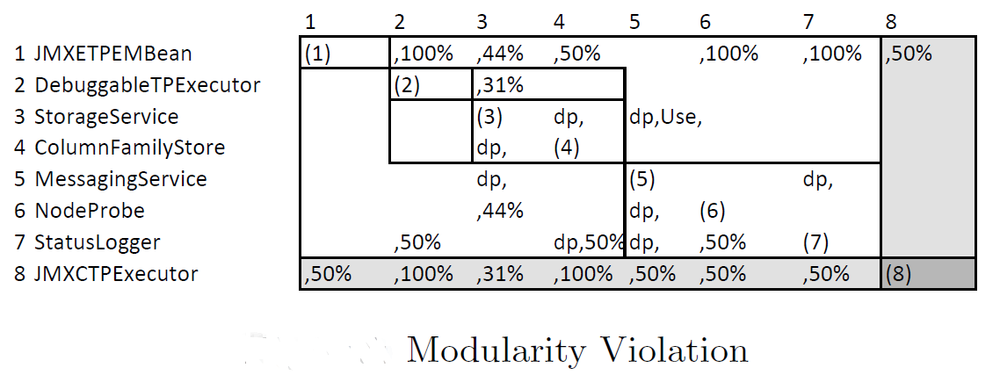 1 2 3 4 5 6 7 8
1 JMXETPEMBean (1) ,100% ,44% ,50% ,100% ,100% ,50%
2 DebuggableTPExecutor (2) ,31%
3 StorageService (3) dp, dp,Use,
4 ColumnFamilyStore dp, (4)
5 MessagingService dp, (5) dp,
6 NodeProbe ,44% dp, (6)
7 StatusLogger ,50% dp,50% dp, ,50% (7)
8 JMXCTPExecutor ,50% ,100% ,31% ,100% ,50% ,50% ,50% (8)
Modularity Violation